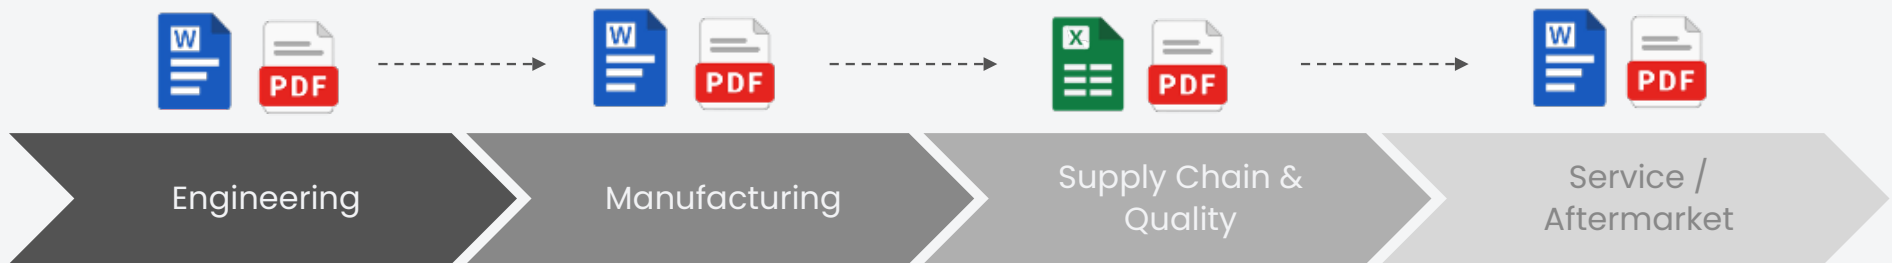 W
PDF
W
PDF
X
PDF
W
PDF
Engineering
Manufacturing
Supply Chain &
Quality
Service /
Aftermarket